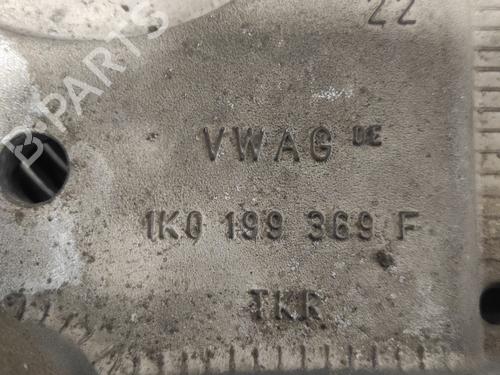 22
B-PARTS
VWAG DE
1K0 199 369 F
TKR